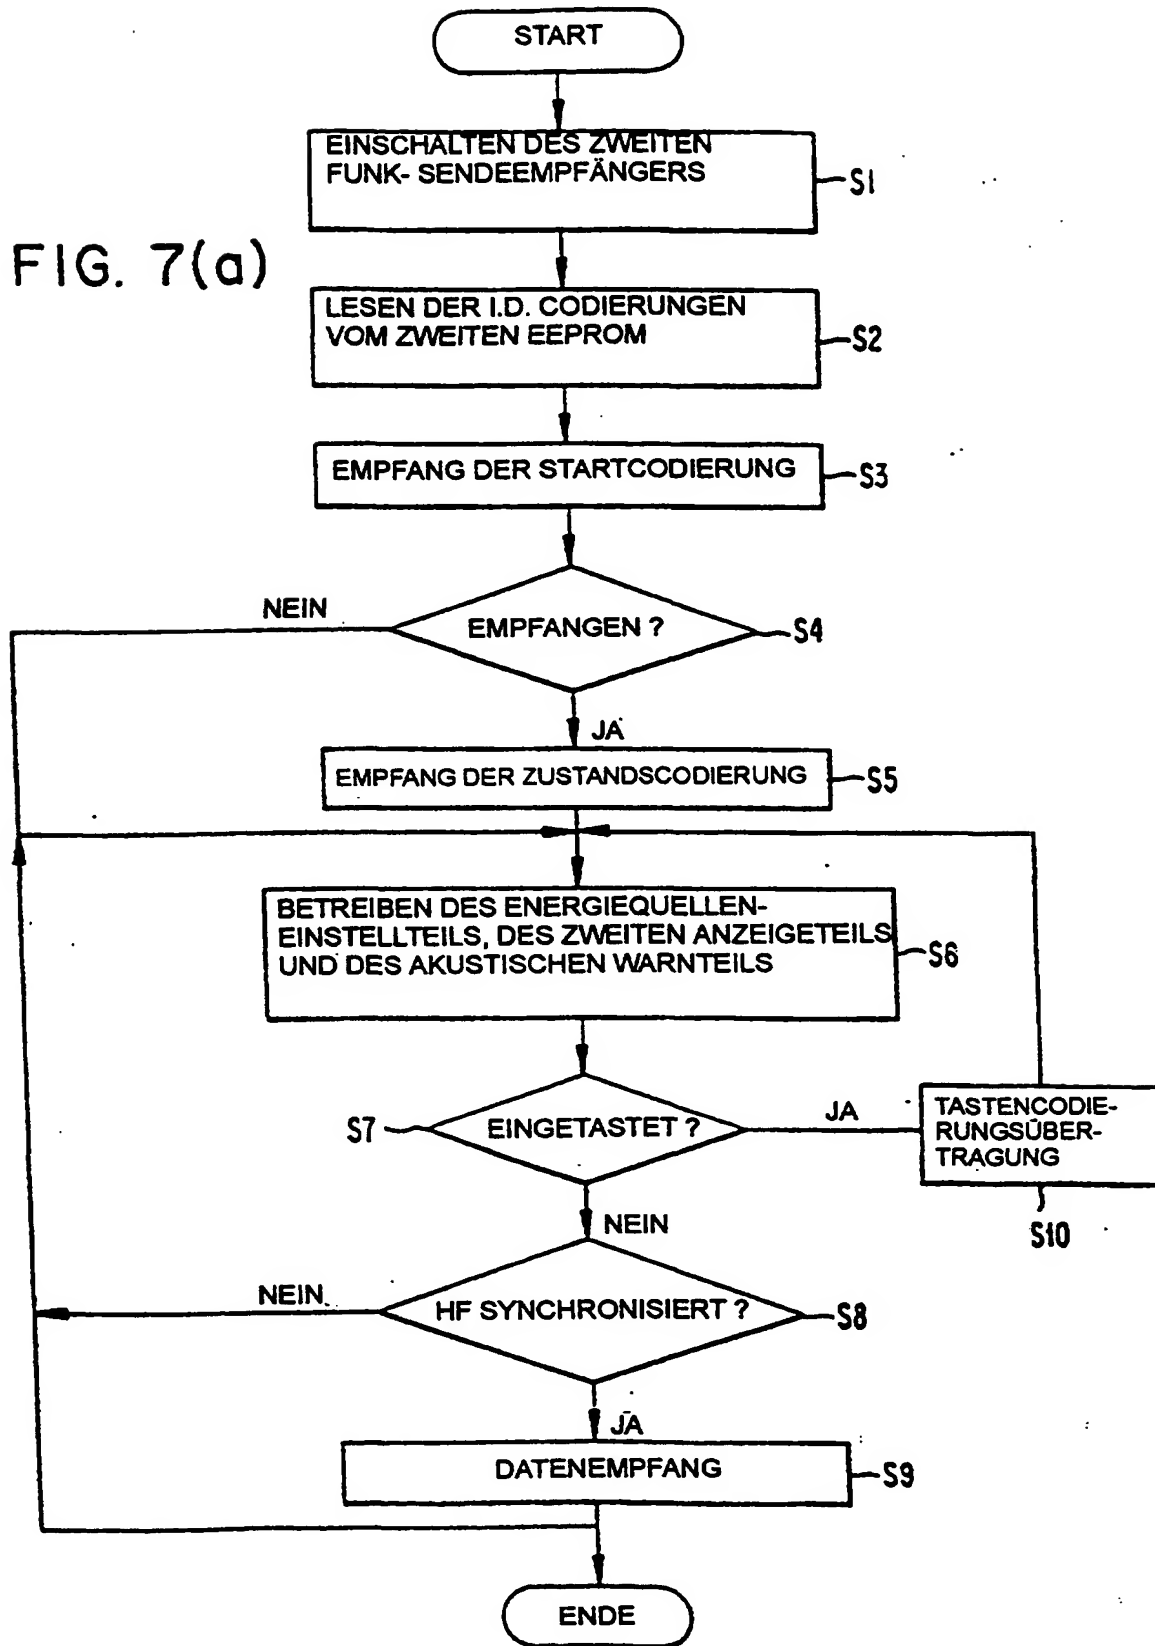 START
EINSCHALTEN DES ZWEITEN
FUNK- SENDEEMPFÄNGERS
S1
FIG. 7(a)
LESEN DER I.D. CODIERUNGEN
VOM ZWEITEN EEPROM
S2
EMPFANG DER STARTCODIERUNG
S3
NEIN
EMPFANGEN ?
S4
JA
EMPFANG DER ZUSTANDSCODIERUNG
S5
BETREIBEN DES ENERGIEQUELLEN-
EINSTELLTEILS, DES ZWEITEN ANZEIGETEILS
UND DES AKUSTISCHEN WARNTEILS
S6
S7
EINGETASTET ?
JA
TASTENCODIE-
RUNGSÜBER-
TRAGUNG
S10
NEIN
NEIN
HF SYNCHRONISIERT ?
S8
JA
DATENEMPFANG
S9
ENDE